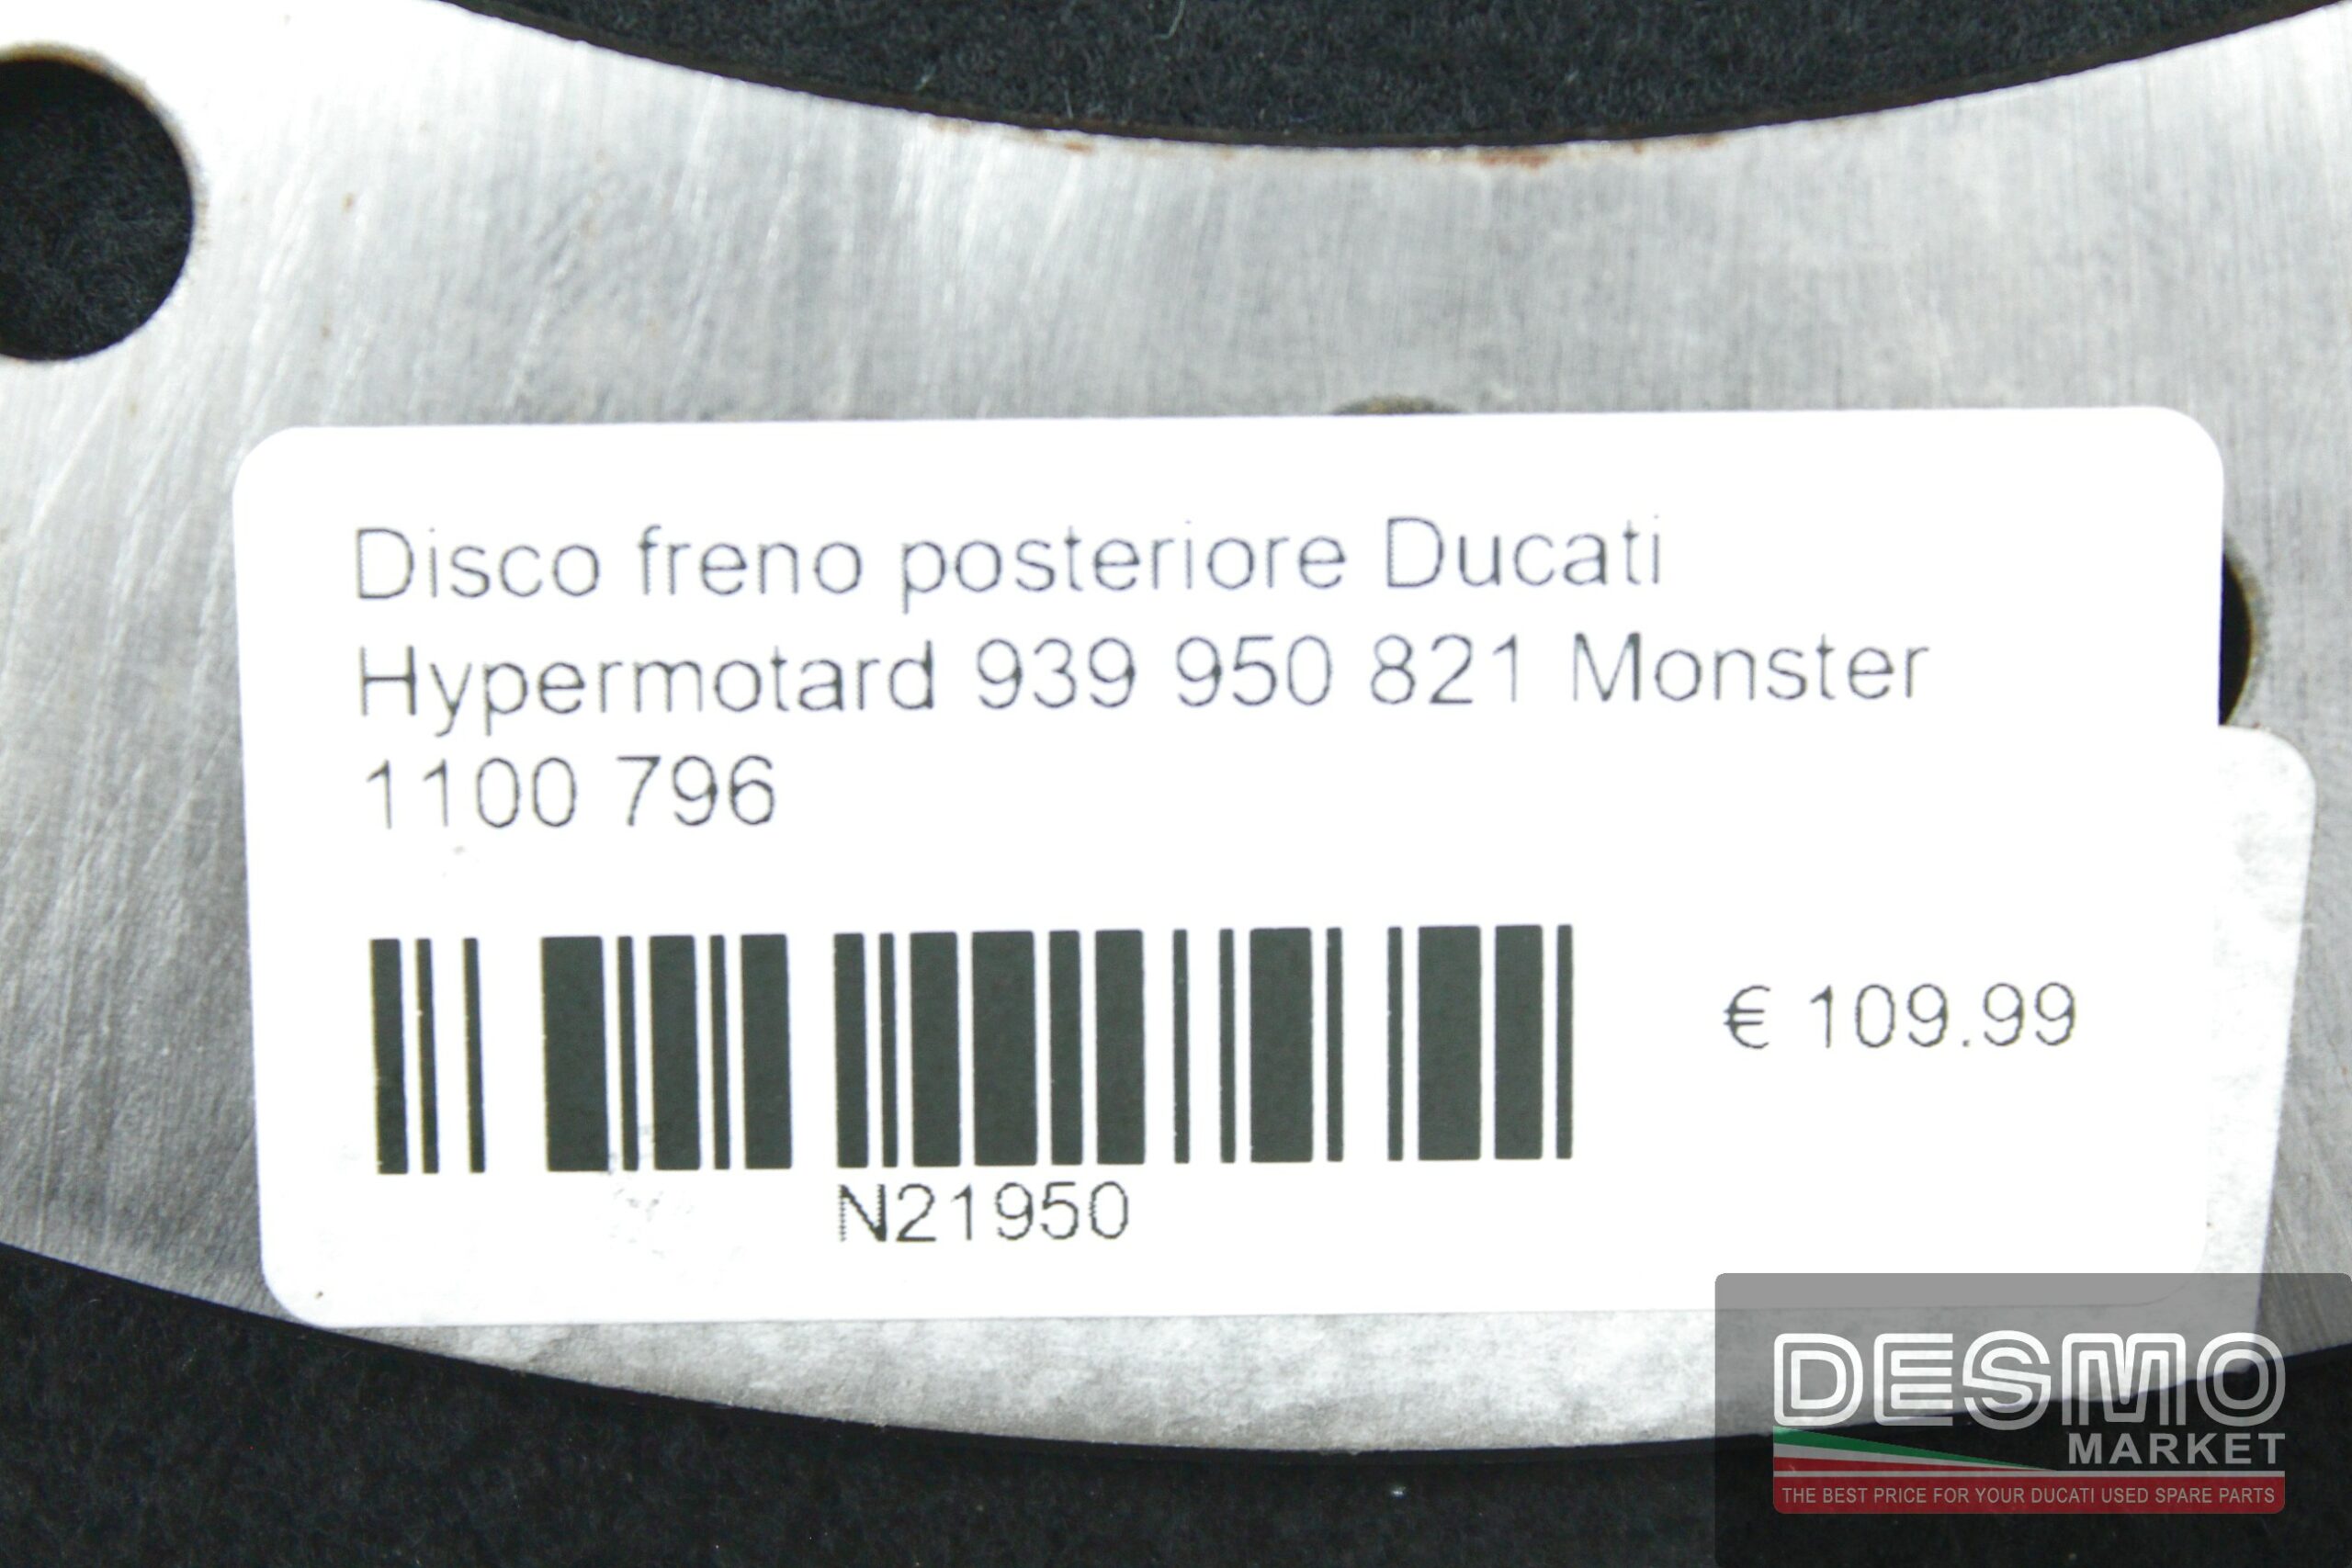 Disco freno posteriore Ducati
Hypermotard 939 950 821 Monster
1100 796
€ 109.99
N21950
DESMO
MARKET
THE BEST PRICE FOR YOUR DUCATI USED SPARE PARTS